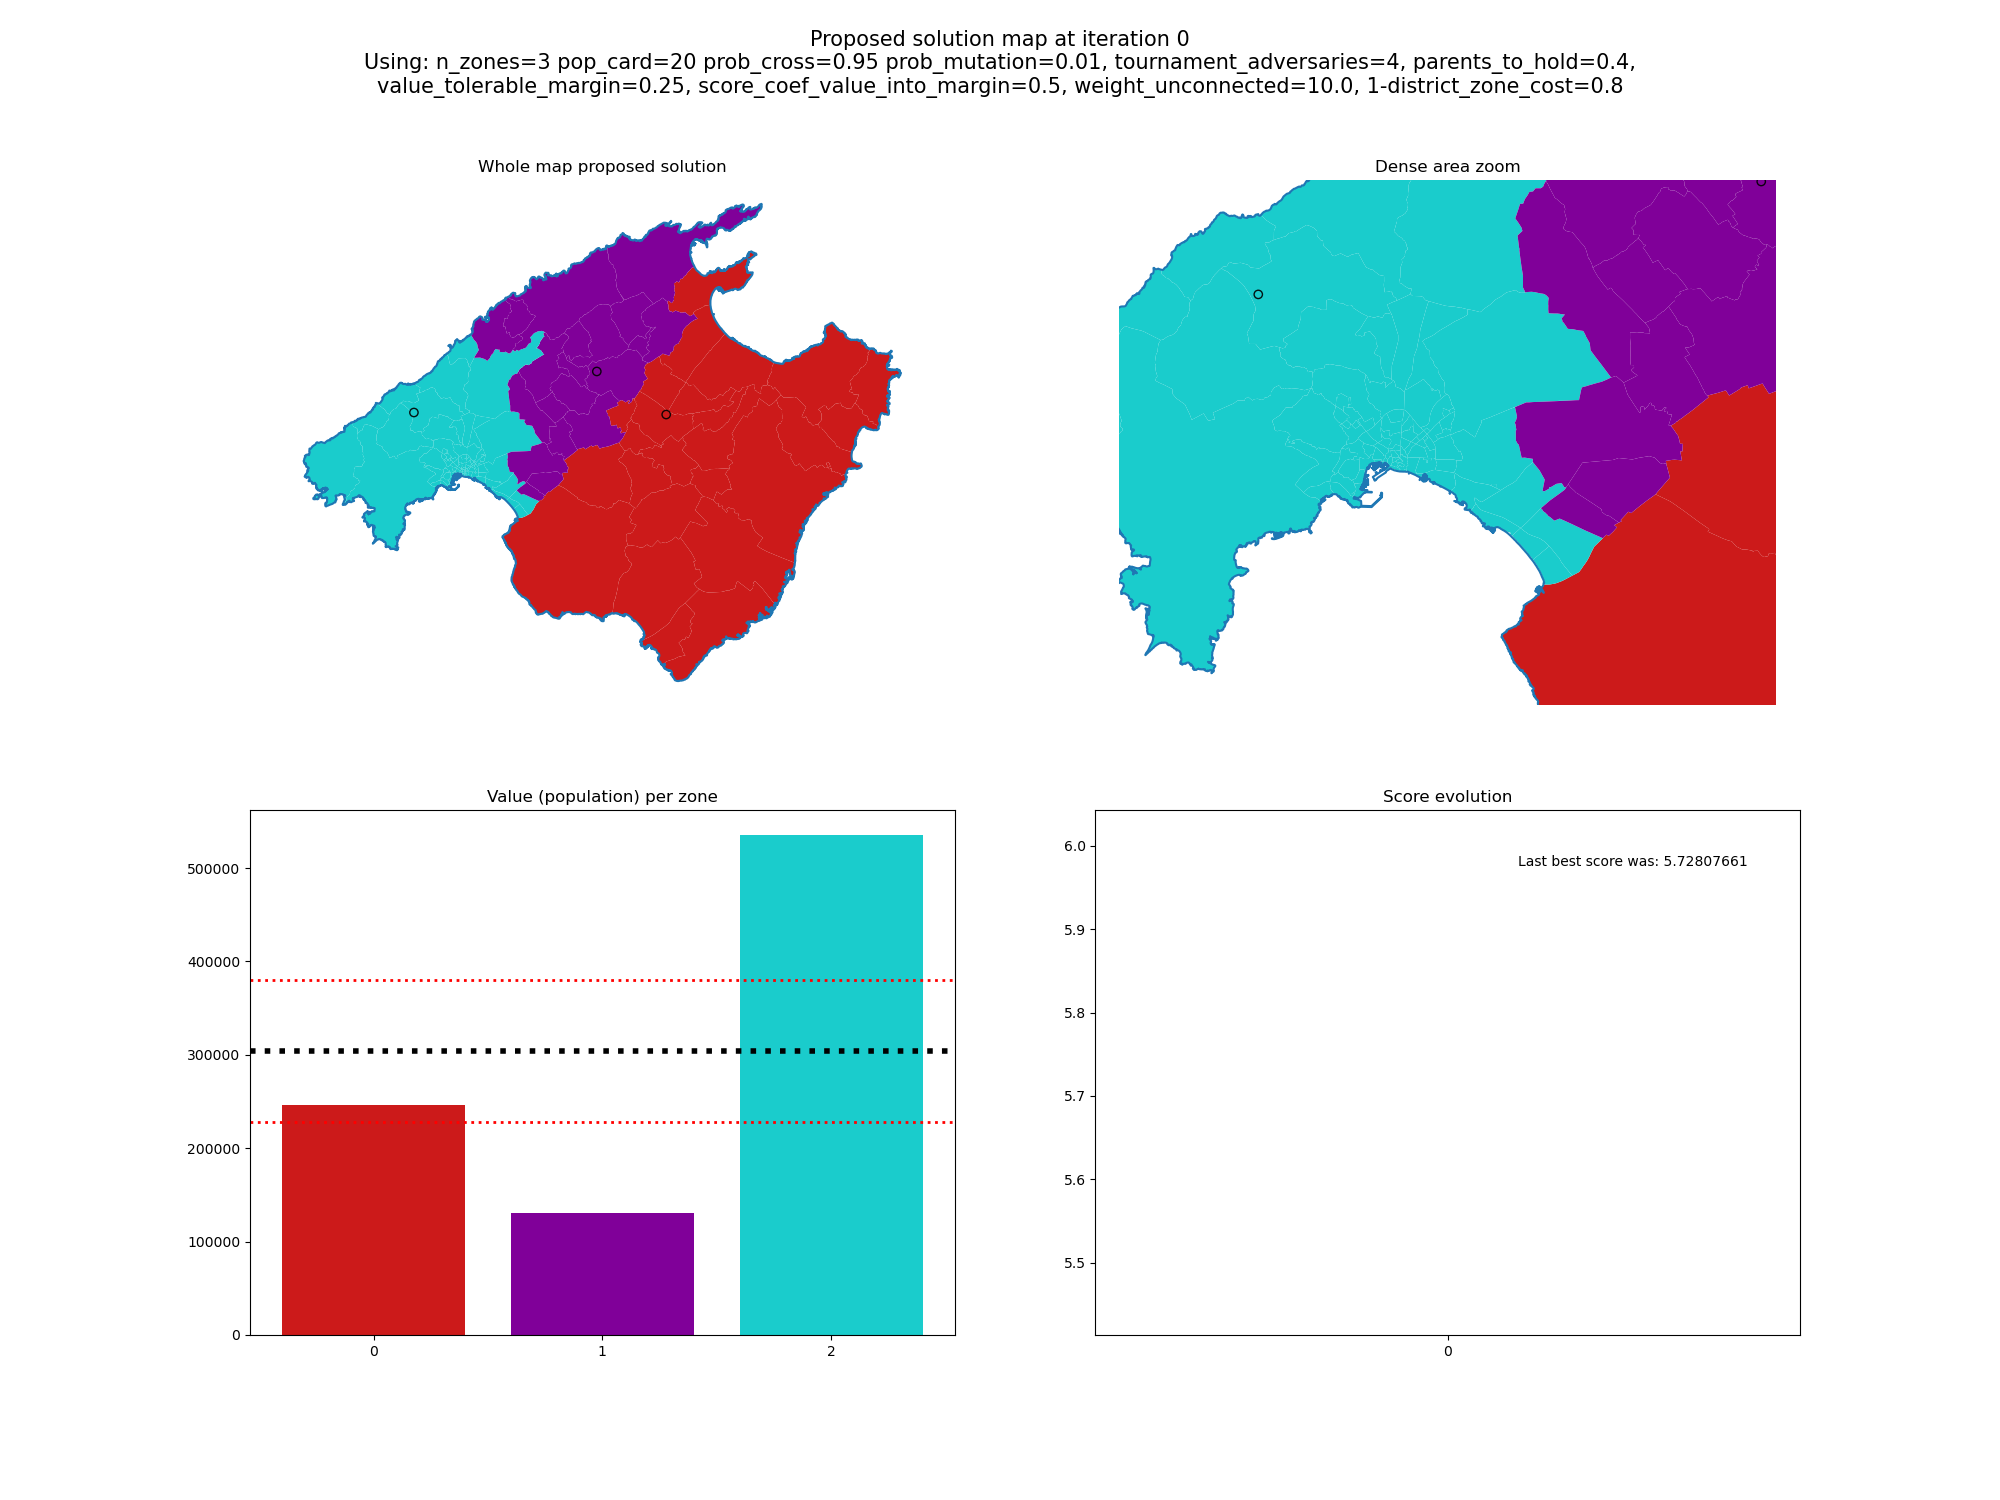 Proposed solution map at iteration 0
Using: n_zones=3 pop_card=20 prob_cross=0.95 prob_mutation=0.01, tournament_adversaries=4, parents_to_hold=0.4,
value_tolerable_margin=0.25, score_coef_value_into_margin=0.5, weight_unconnected=10.0, 1-district_zone_cost=0.8
Whole map proposed solution
Dense area zoom
Value (population) per zone
500000
400000
300000
200000
100000
0
0
1
2
Score evolution
6.0
5.9
5.8
5.7
5.6
5.5
Last best score was: 5.72807661
0